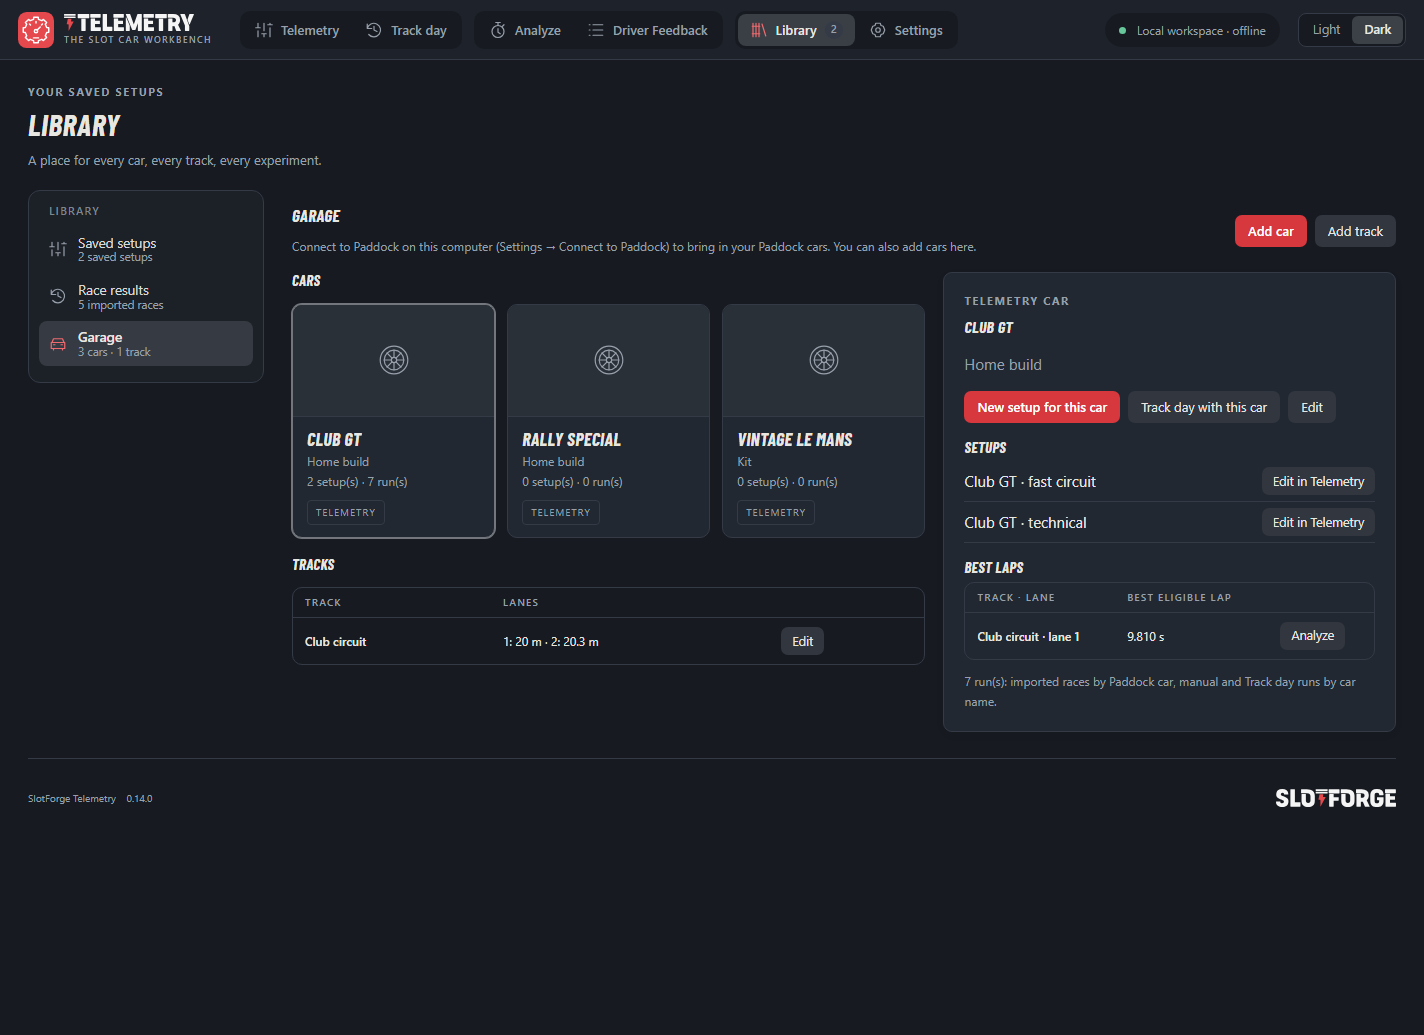 TELEMETRY
THE SLOT CAR WORKBENCH
Telemetry
Track day
Analyze
Driver Feedback
Library 2
Settings
Local workspace · offline
Light
Dark
YOUR SAVED SETUPS
LIBRARY
A place for every car, every track, every experiment.
LIBRARY
Saved setups
2 saved setups
Race results
5 imported races
Garage
3 cars · 1 track
GARAGE
Connect to Paddock on this computer (Settings → Connect to Paddock) to bring in your Paddock cars. You can also add cars here.
Add car
Add track
CARS
CLUB GT
Home build
2 setup(s) · 7 run(s)
TELEMETRY
RALLY SPECIAL
Home build
0 setup(s) · 0 run(s)
TELEMETRY
VINTAGE LE MANS
Kit
0 setup(s) · 0 run(s)
TELEMETRY
TRACKS
TRACK LANES
Club circuit 1: 20 m · 2: 20.3 m Edit
TELEMETRY CAR
CLUB GT
Home build
New setup for this car
Track day with this car
Edit
SETUPS
Club GT · fast circuit Edit in Telemetry
Club GT · technical Edit in Telemetry
BEST LAPS
TRACK · LANE BEST ELIGIBLE LAP
Club circuit · lane 1 9.810 s Analyze
7 run(s): imported races by Paddock car, manual and Track day runs by car
name.
SlotForge Telemetry 0.14.0
SLOTFORGE